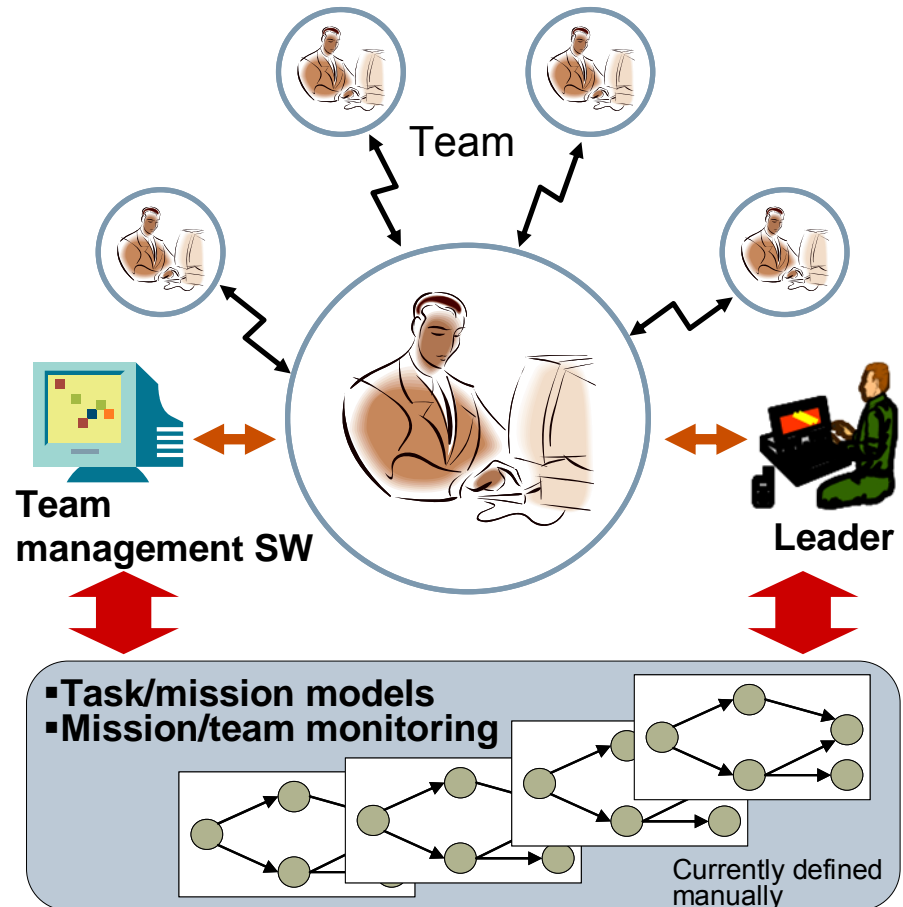 Team
Team
management SW
Leader
▪Task/mission models
▪Mission/team monitoring
Currently defined
manually